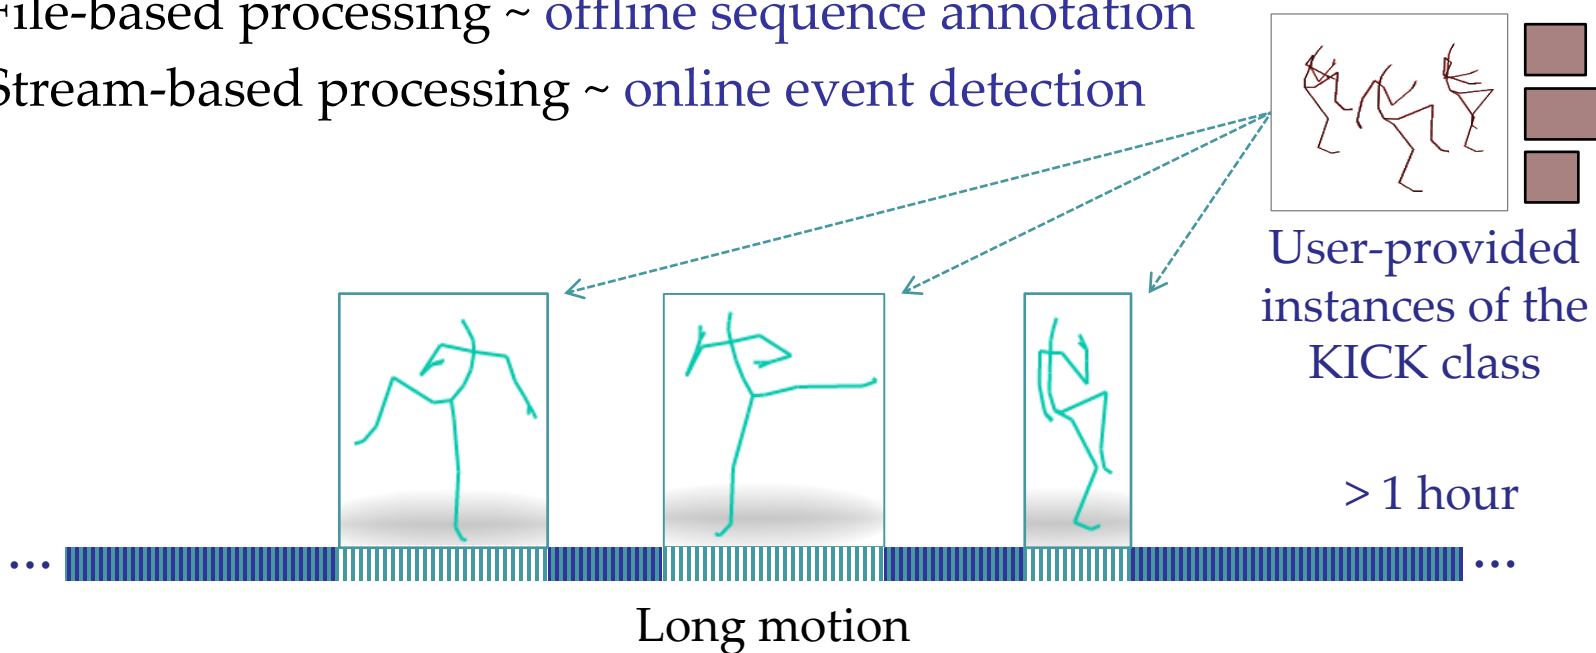 File-based processing ~ offline sequence annotation
Stream-based processing ~ online event detection
User-provided
instances of the
KICK class
> 1 hour
... ...
Long motion